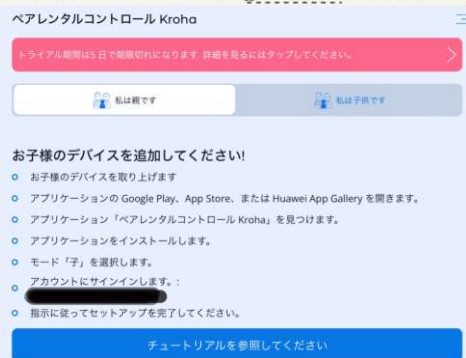 ペアレンタルコントロール Kroha
トライアル期間は5 日で期限切れになります. 詳細を見るにはタップしてください。
私は親です
私は子供です
お子様のデバイスを追加してください!
お子様のデバイスを取り上げます
アプリケーションの Google Play、App Store、または Huawei App Gallery を開きます。
アプリケーション「ペアレンタルコントロール Kroha」を見つけます。
アプリケーションをインストールします。
モード「子」を選択します。
アカウントにサインインします。:
指示に従ってセットアップを完了してください。
チュートリアルを参照してください